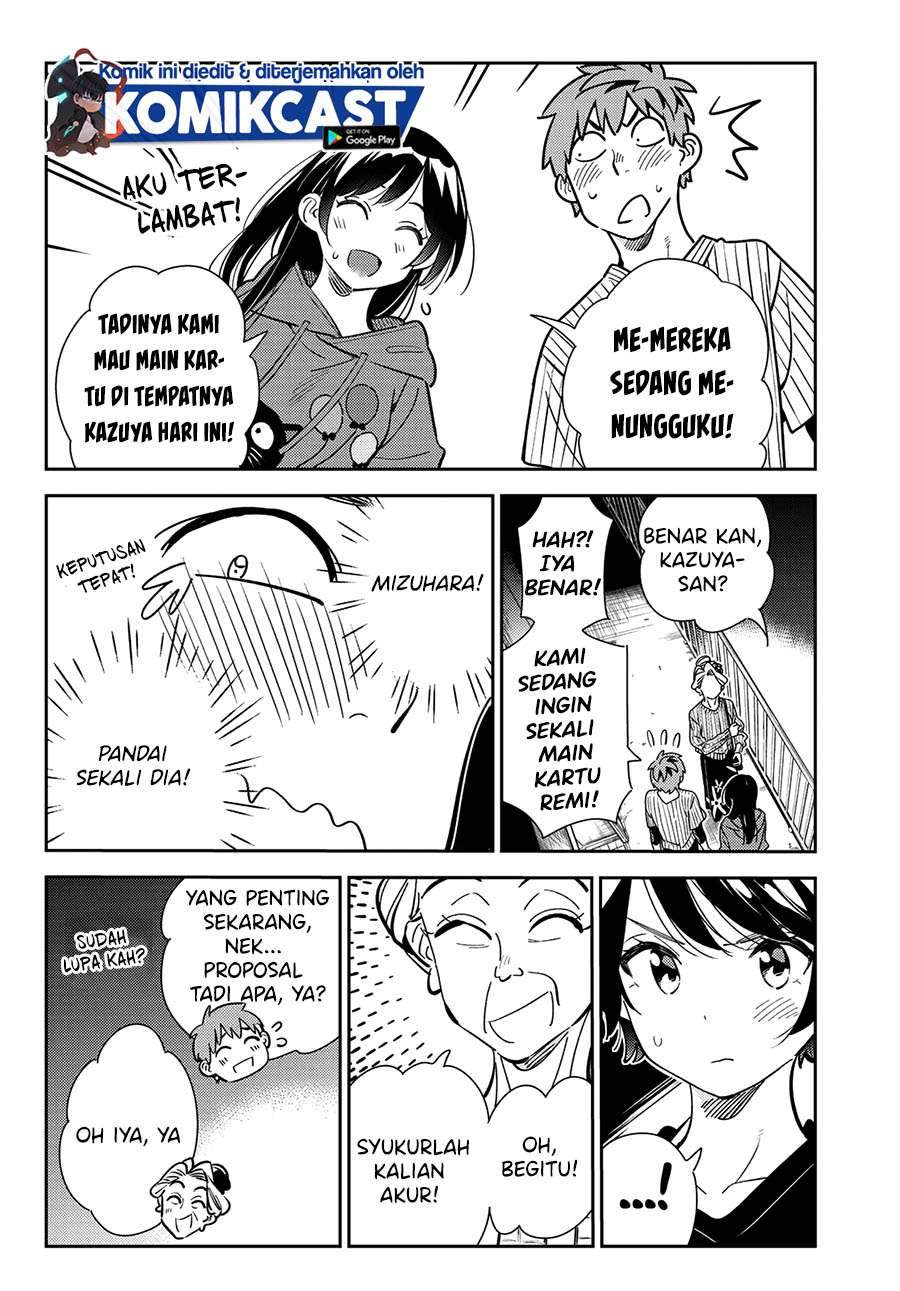 Komik ini diedit & diterjemahkan oleh
KOMIKCAST
GET IT ON
Google Play
ME-MEREKA
SEDANG ME-
NUNGGUKU!
AKU TER-
LAMBAT!
TADINYA KAMI
MAU MAIN KAR-
TU DI TEMPATNYA
KAZUYA HARI INI!
BENAR KAN,
KAZUYA-
SAN?
HAH?!
IYA
BENAR!
KAMI
SEDANG
INGIN
SEKALI
MAIN
KARTU
REMI!
MIZUHARA!
KEPUTUSAN
TEPAT!
PANDAI
SEKALI DIA!
....!
OH,
BEGITU!
SYUKURLAH
KALIAN
AKUR!
YANG PENTING
SEKARANG,
NEK...
PROPOSAL
TADI APA, YA?
SUDAH
LUPA KAH?
OH IYA, YA